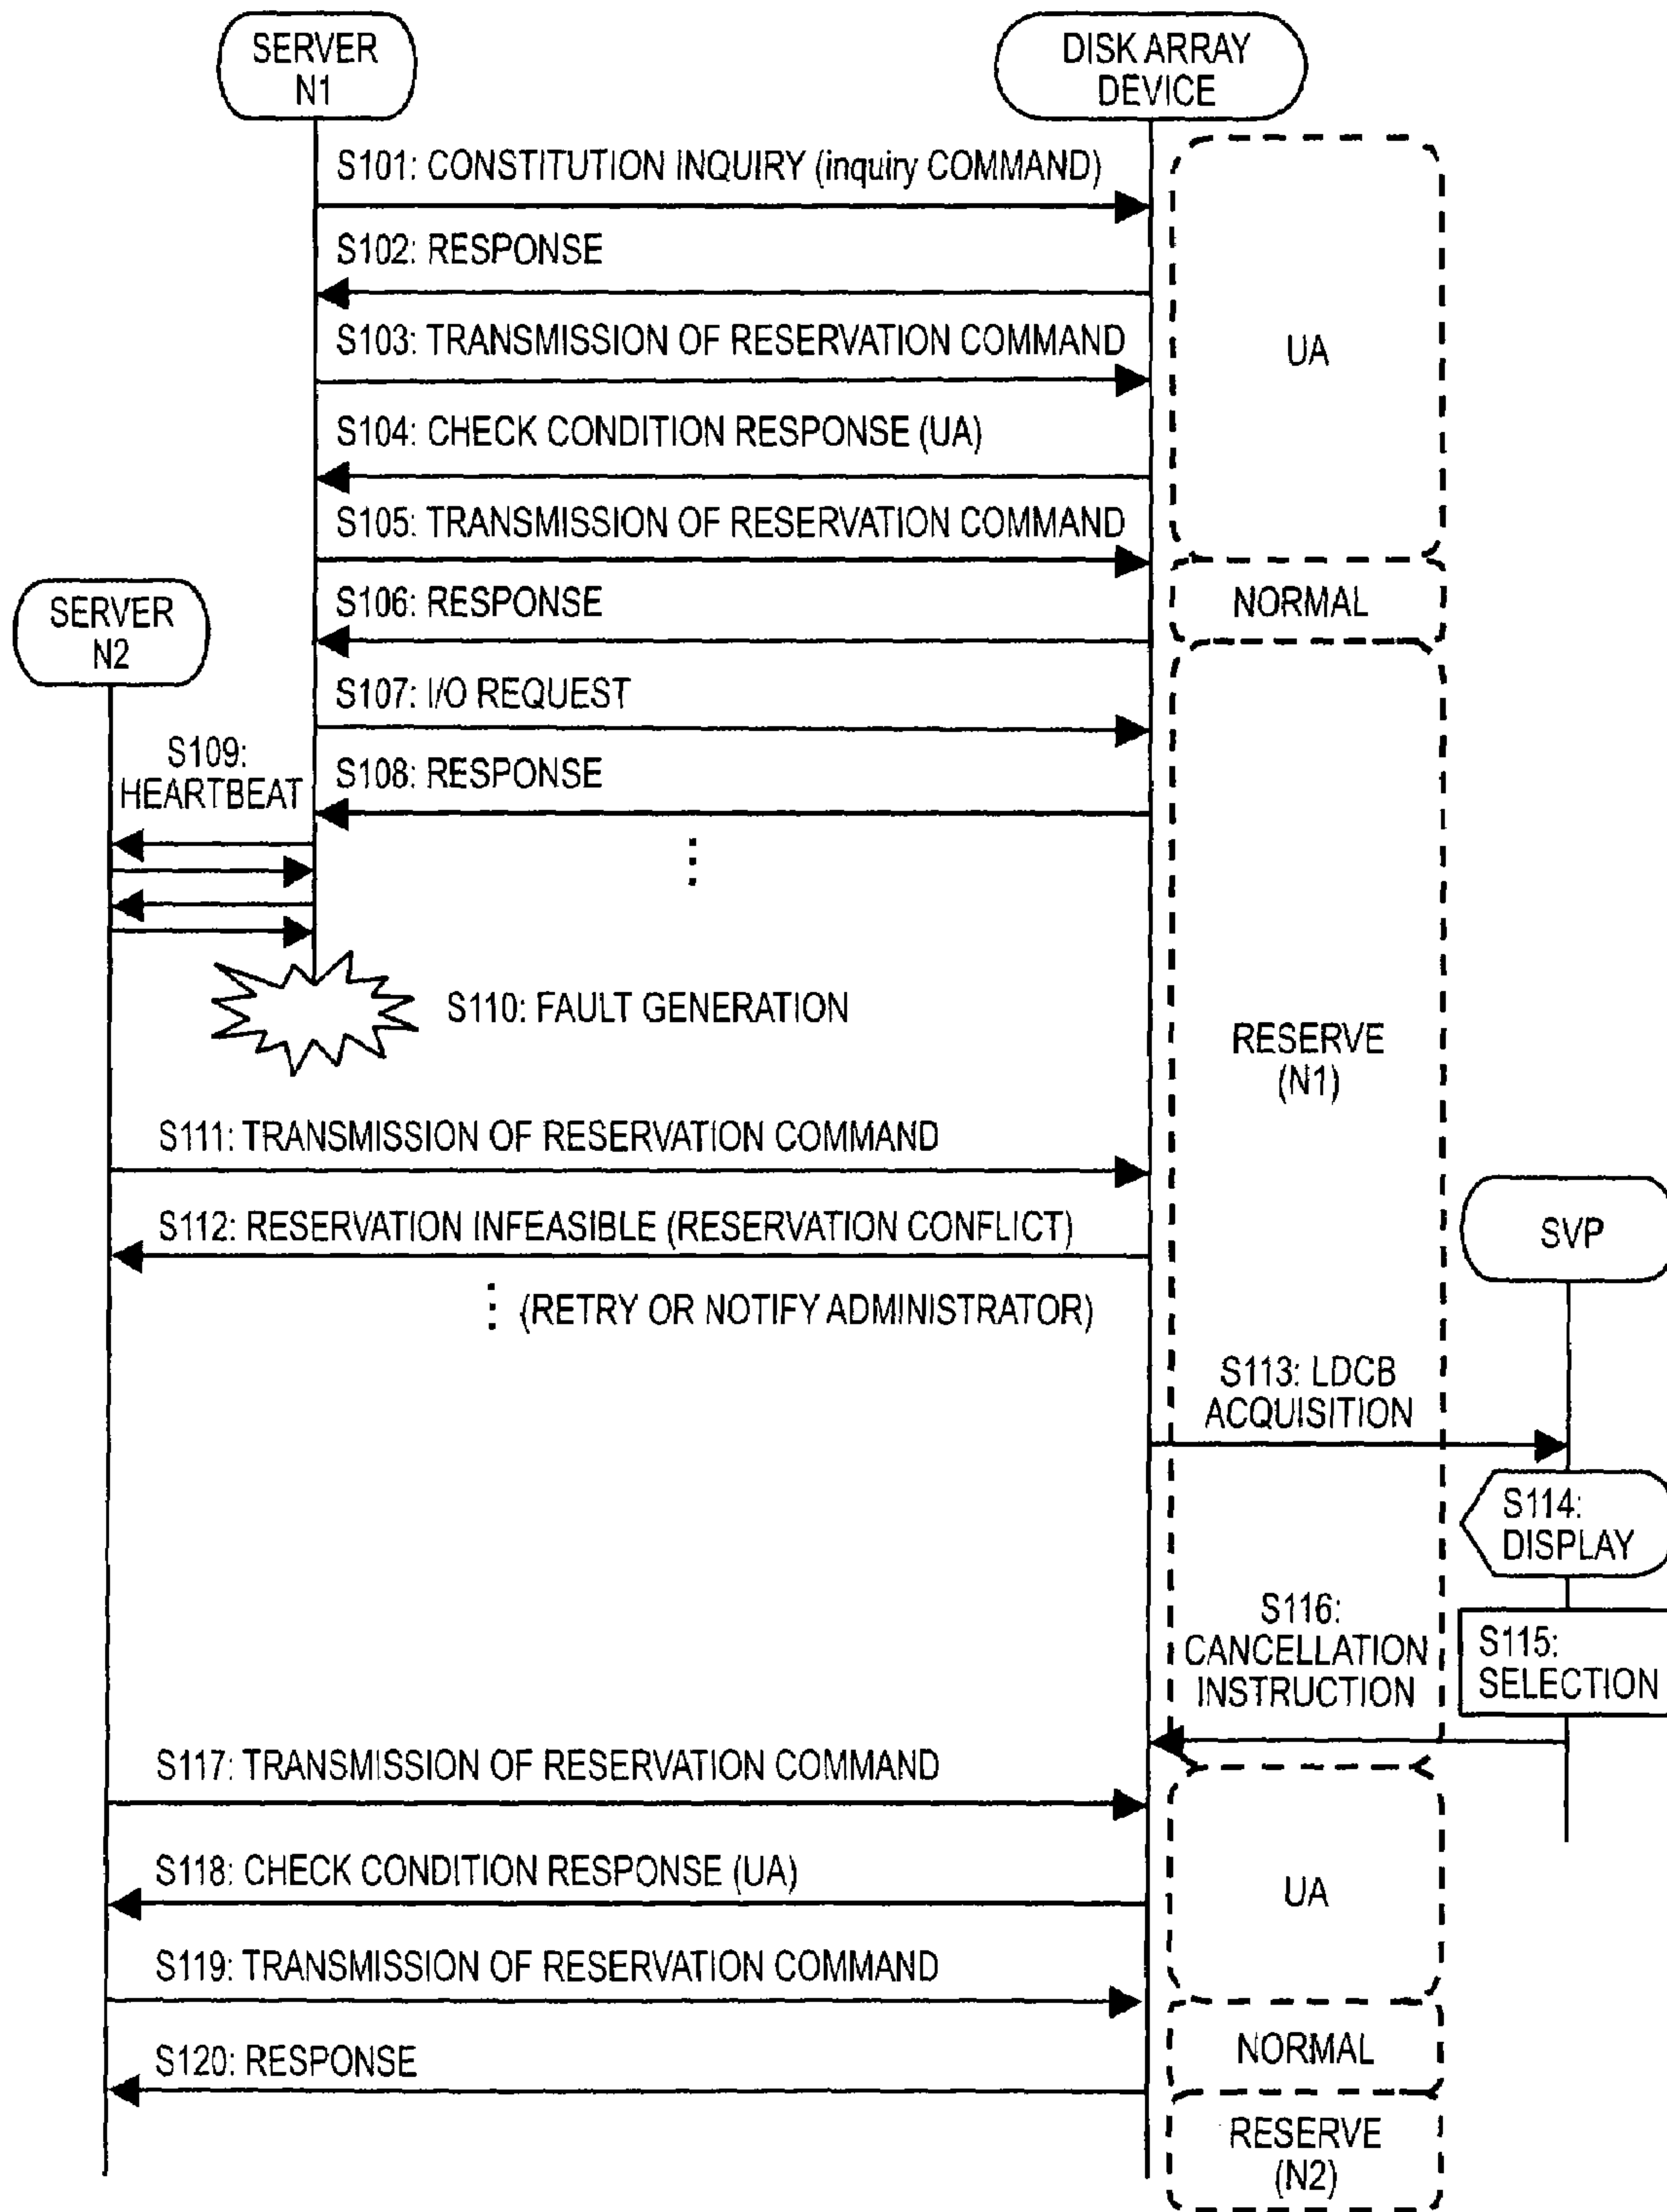 SERVER
N1
DISK ARRAY
DEVICE
S101: CONSTITUTION INQUIRY (inquiry COMMAND)
S102: RESPONSE
S103: TRANSMISSION OF RESERVATION COMMAND
UA
S104: CHECK CONDITION RESPONSE (UA)
S105: TRANSMISSION OF RESERVATION COMMAND
SERVER
N2
S106: RESPONSE
NORMAL
S107: I/O REQUEST
S109:
HEARTBEAT
S108: RESPONSE
S110: FAULT GENERATION
RESERVE
(N1)
S111: TRANSMISSION OF RESERVATION COMMAND
S112: RESERVATION INFEASIBLE (RESERVATION CONFLICT)
SVP
(RETRY OR NOTIFY ADMINISTRATOR)
S113: LDCB
ACQUISITION
S114:
DISPLAY
S116:
CANCELLATION
INSTRUCTION
S115:
SELECTION
S117: TRANSMISSION OF RESERVATION COMMAND
S118: CHECK CONDITION RESPONSE (UA)
UA
S119: TRANSMISSION OF RESERVATION COMMAND
S120: RESPONSE
NORMAL
RESERVE
(N2)